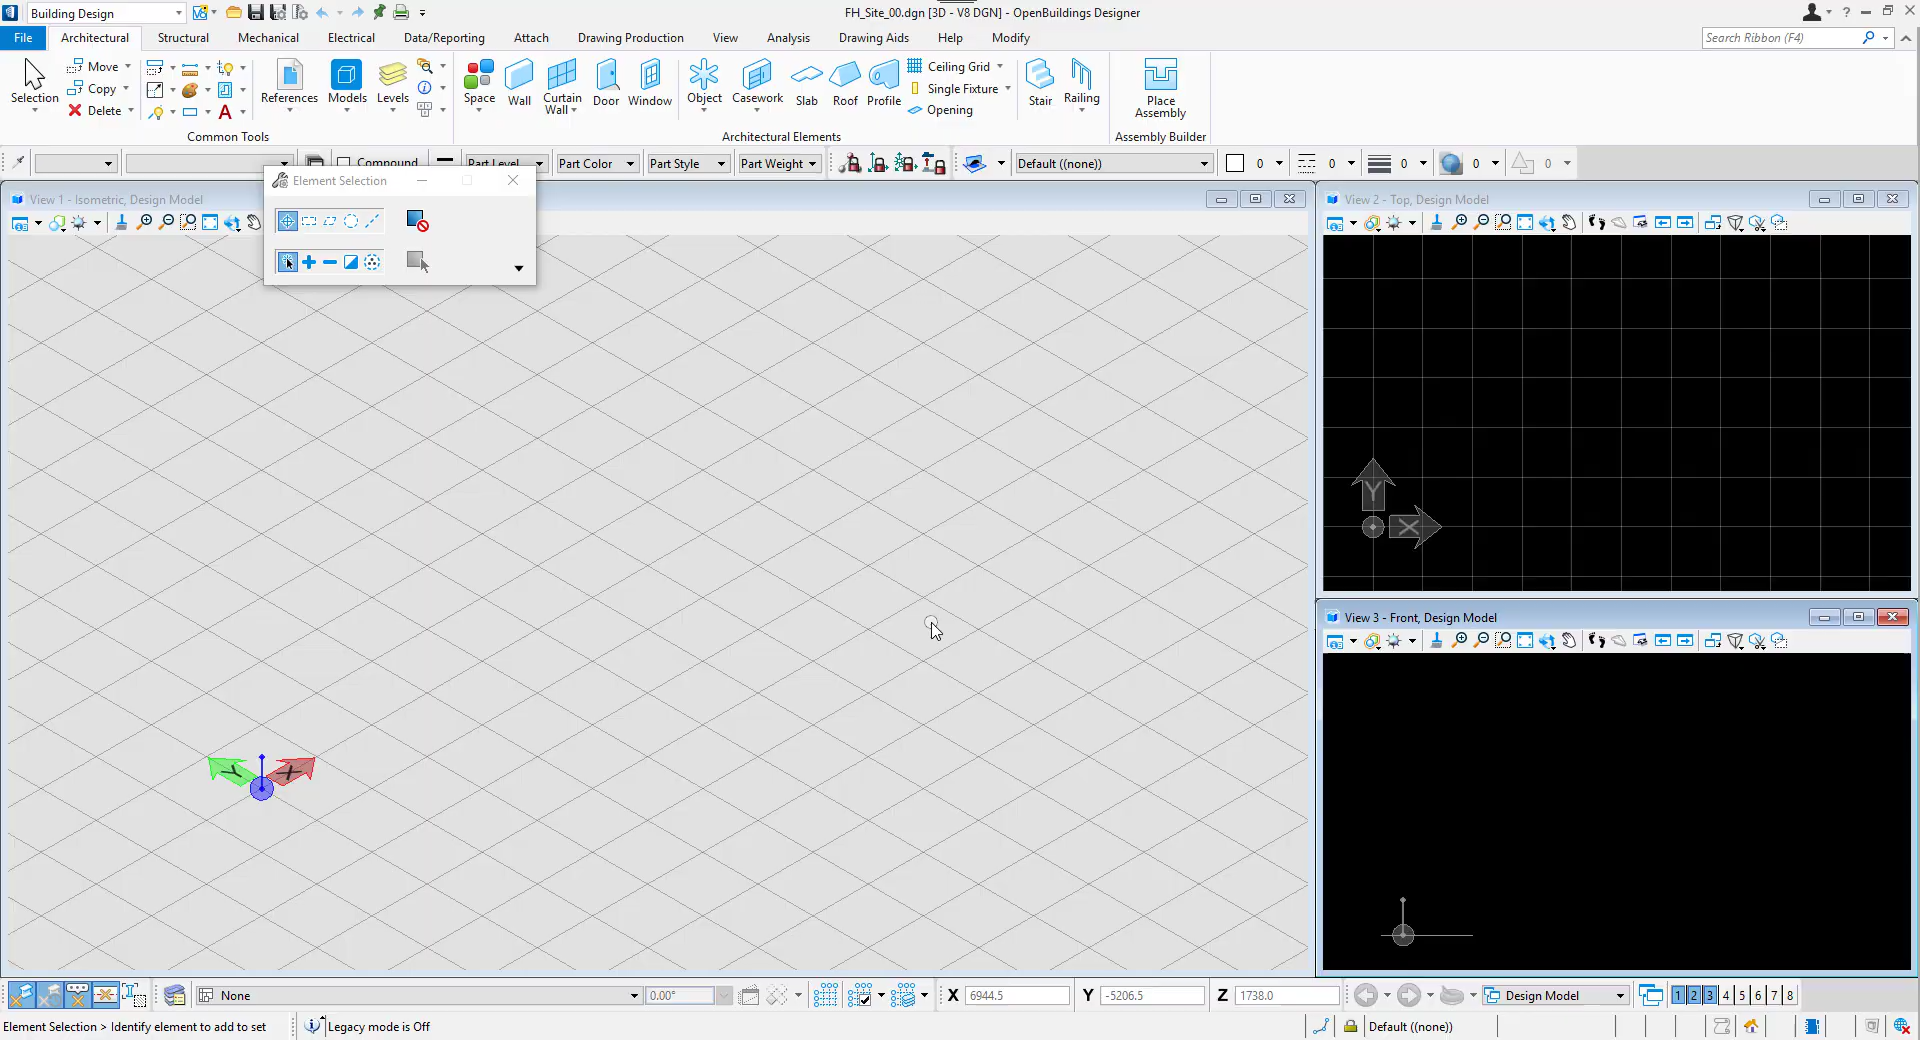 Building Design
FH_Site_00.dgn [3D - V8 DGN] - OpenBuildings Designer
File
Architectural
Structural
Mechanical
Electrical
Data/Reporting
Attach
Drawing Production
View
Analysis
Drawing Aids
Help
Modify
Search Ribbon (F4)
Selection
Move
Copy
Delete
References
Models
Levels
Common Tools
Space
Wall
Curtain
Wall
Door
Window
Object
Casework
Slab
Roof
Profile
Ceiling Grid
Single Fixture
Opening
Architectural Elements
Stair
Railing
Place
Assembly
Assembly Builder
Compound
Part Level
Part Color
Part Style
Part Weight
Default ((none))
0
0
0
0
0
Element Selection
View 1 - Isometric, Design Model
View 2 - Top, Design Model
Y
X
View 3 - Front, Design Model
Y
X
None
0.00°
X
6944.5
Y
-5206.5
Z
1738.0
Design Model
1 2 3 4 5 6 7 8
Element Selection > Identify element to add to set
Legacy mode is Off
Default ((none))